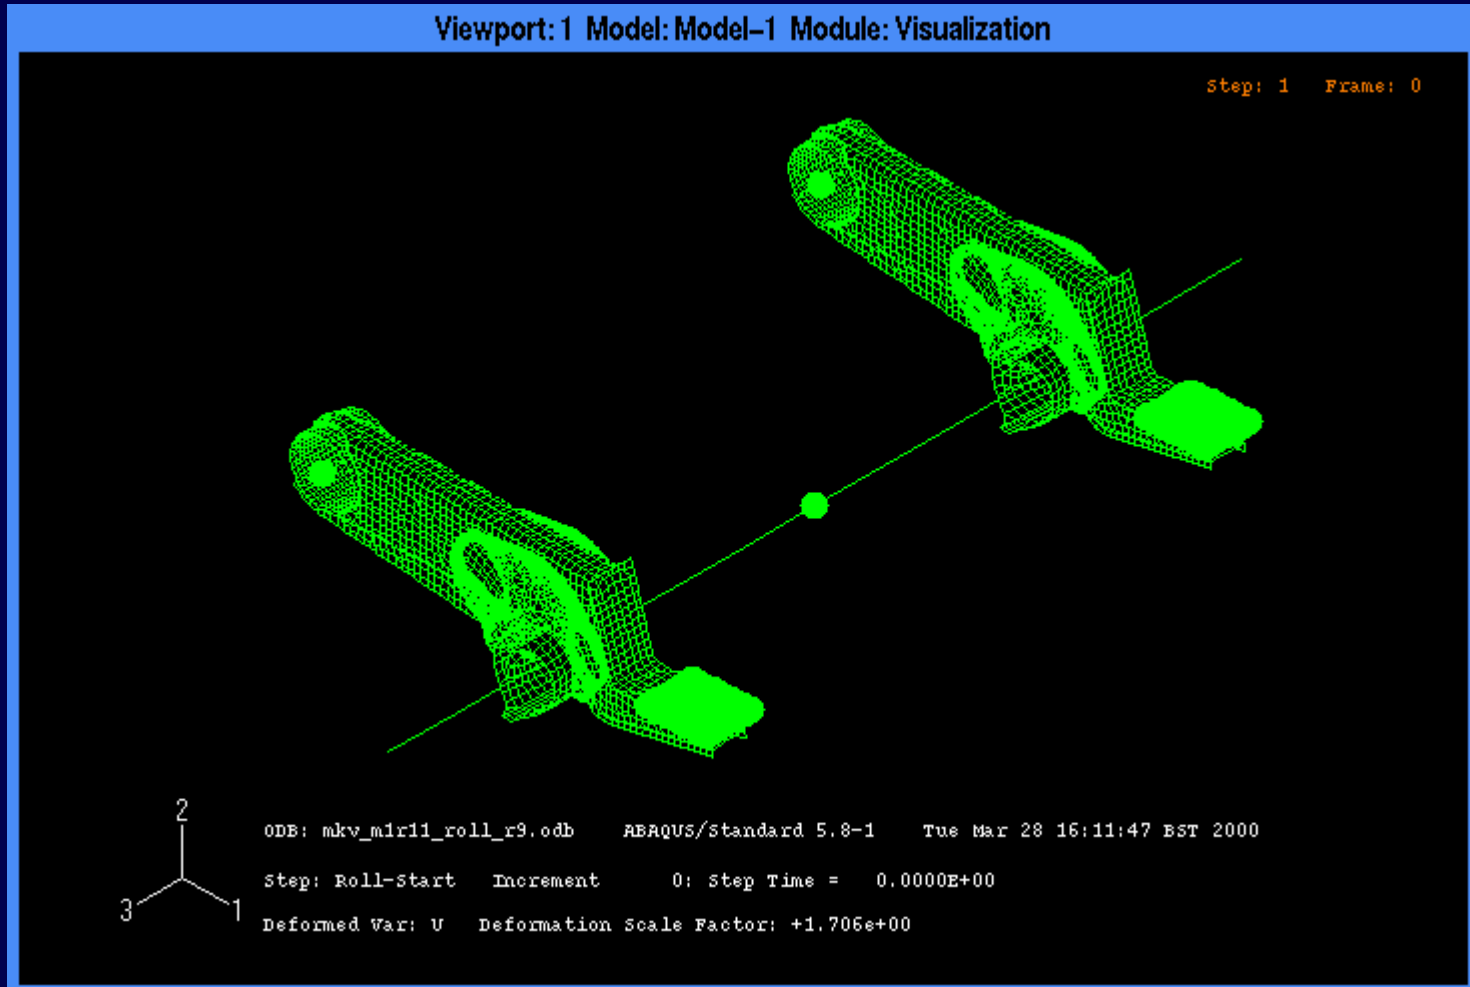 Viewport: 1 Model: Model-1 Module: Visualization
Step: 1 Frame: 0
2
3
1
ODB: mkv_m1r11_roll_r9.odb ABAQUS/Standard 5.8-1 Tue Mar 28 16:11:47 BST 2000
Step: Roll-Start Increment 0: Step Time = 0.0000E+00
Deformed Var: U Deformation Scale Factor: +1.706e+00